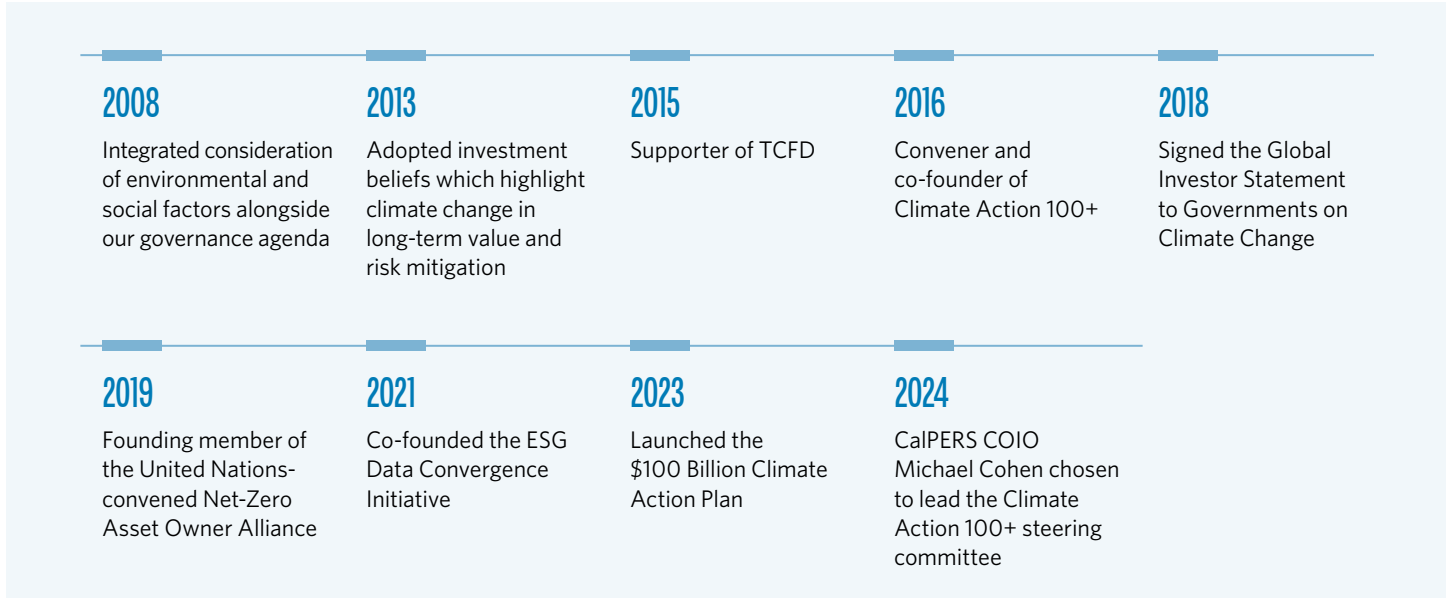 2008
Integrated consideration
of environmental and
social factors alongside
our governance agenda
2013
Adopted investment
beliefs which highlight
climate change in
long-term value and
risk mitigation
2015
Supporter of TCFD
2016
Convener and
co-founder of
Climate Action 100+
2018
Signed the Global
Investor Statement
to Governments on
Climate Change
2019
Founding member of
the United Nations-
convened Net-Zero
Asset Owner Alliance
2021
Co-founded the ESG
Data Convergence
Initiative
2023
Launched the
$100 Billion Climate
Action Plan
2024
CalPERS COIO
Michael Cohen chosen
to lead the Climate
Action 100+ steering
committee